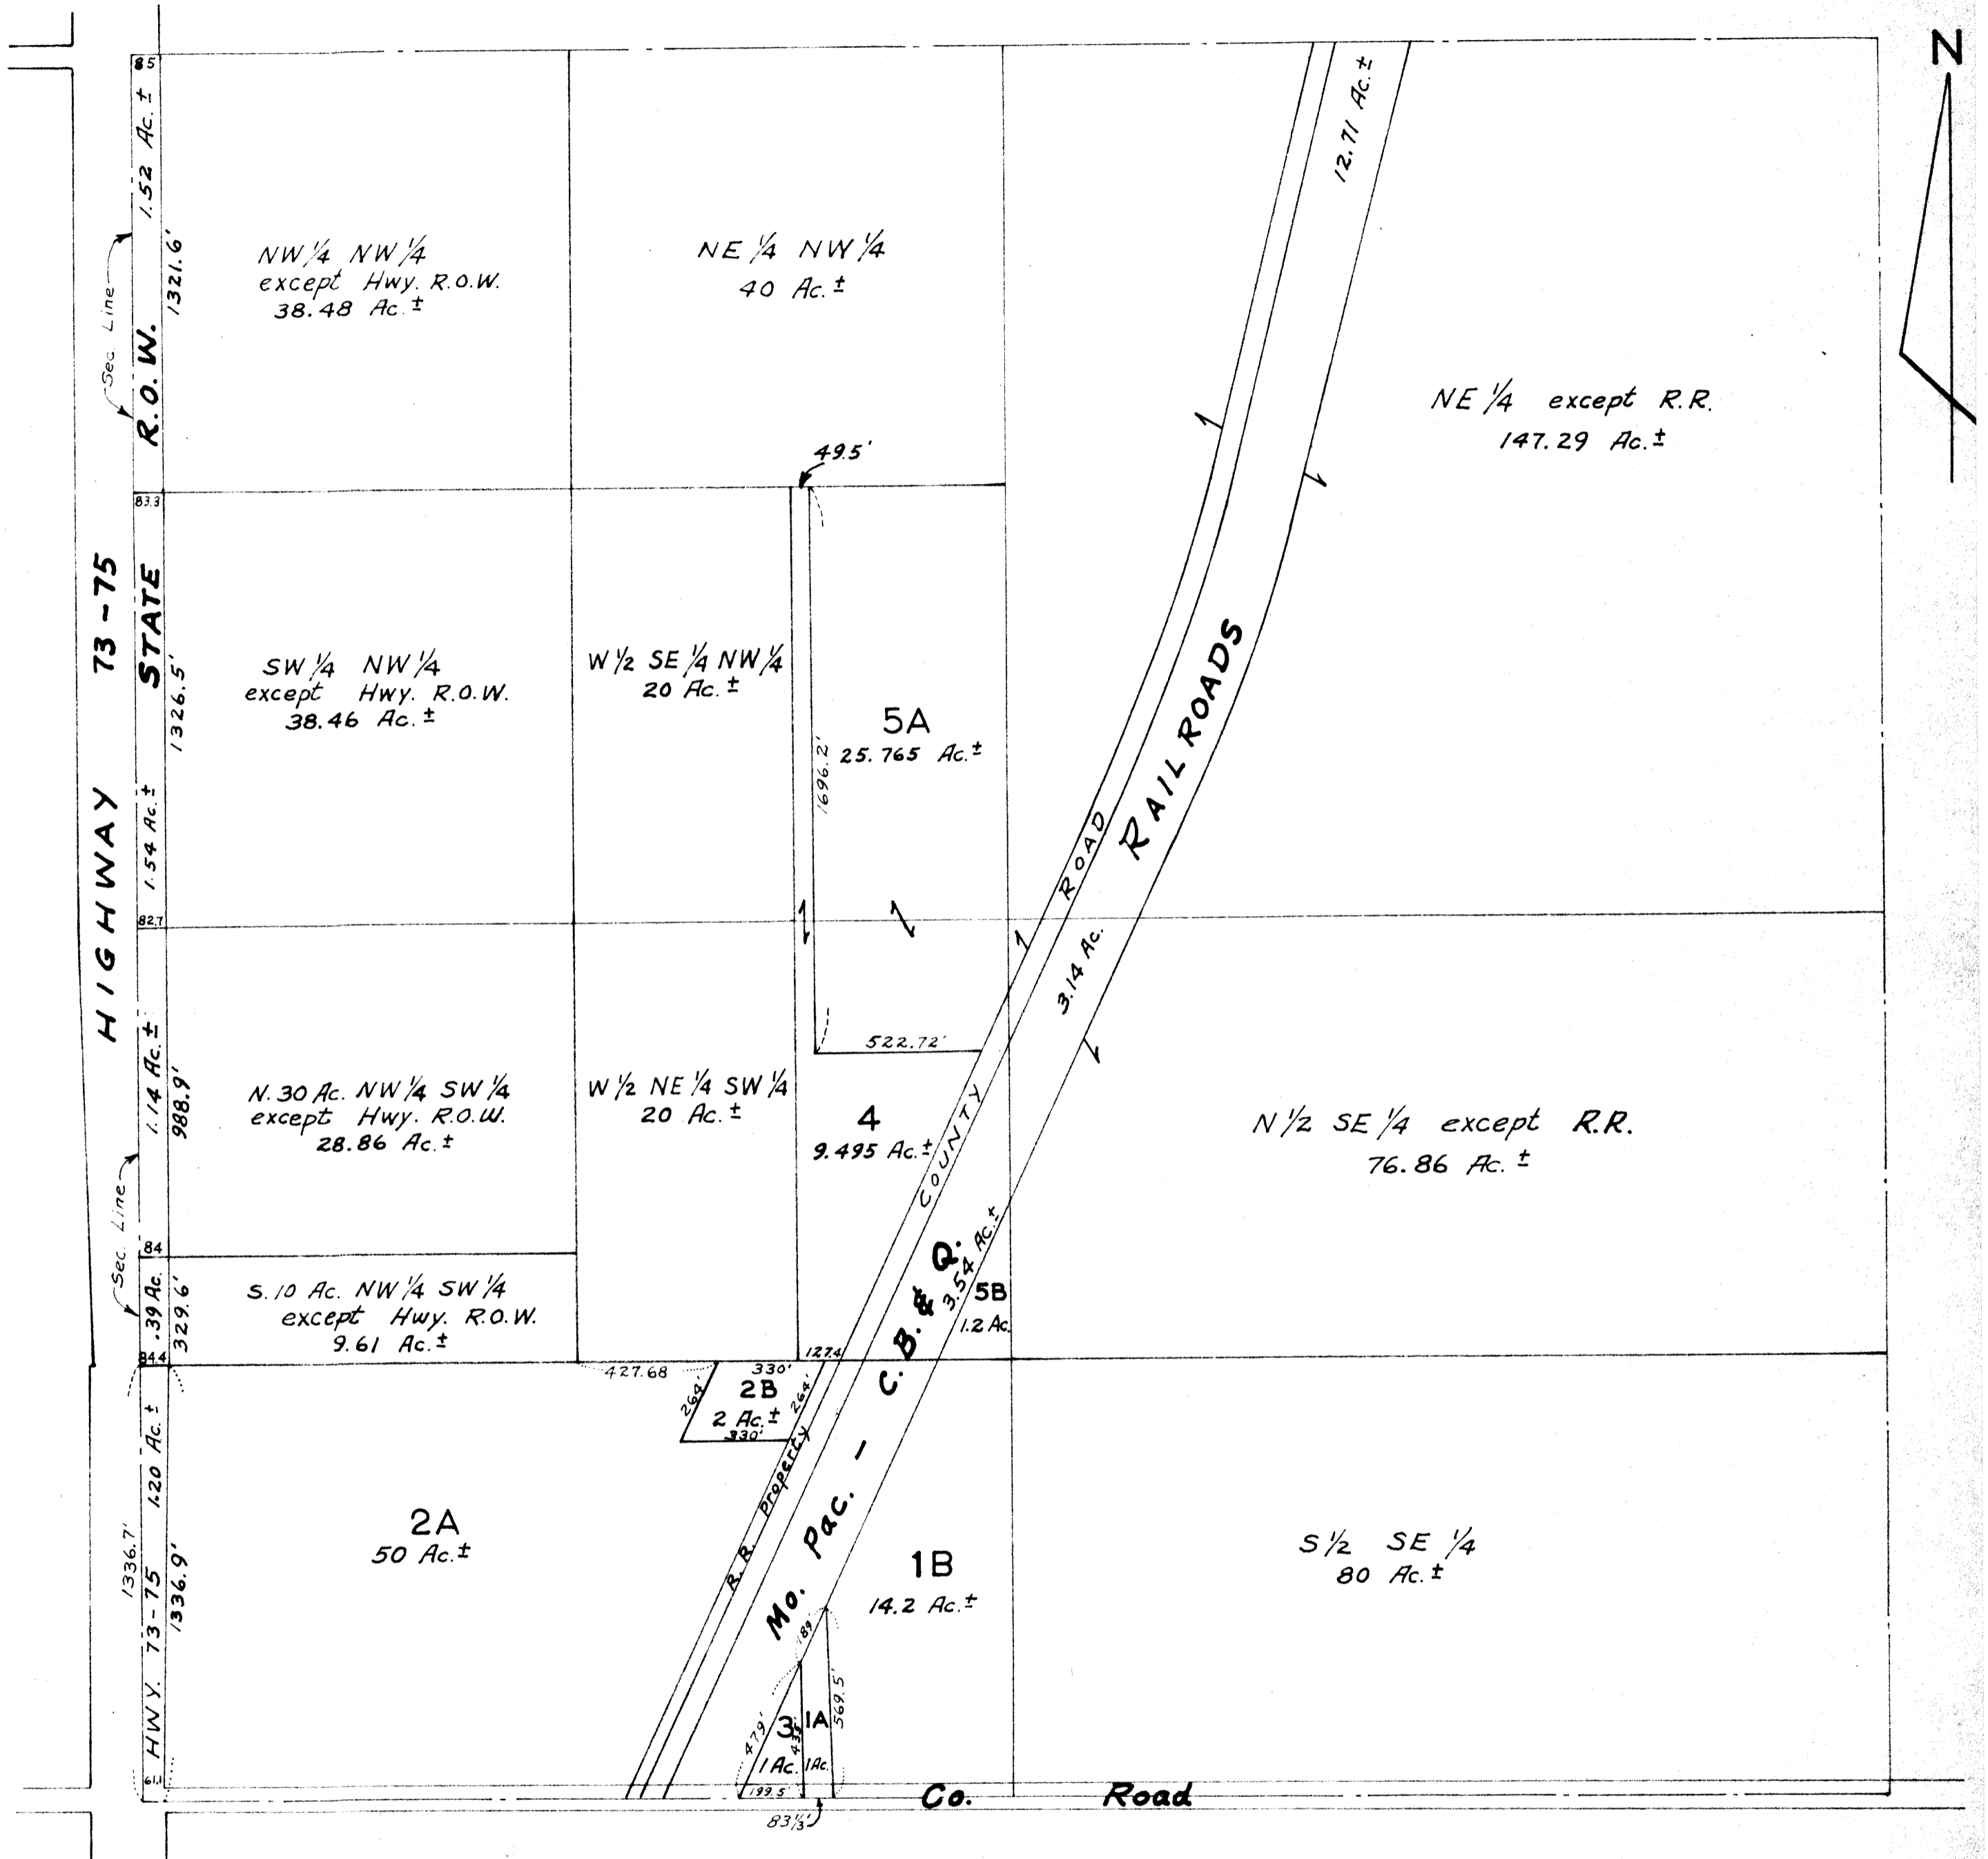 N
85
1.52 Ac. ±
Sec. Line
R.O.W.
1321.6'
NW 1/4 NW 1/4
except Hwy. R.O.W.
38.48 Ac. ±
NE 1/4 NW 1/4
40 Ac. ±
12.71 Ac. ±
NE 1/4 except R.R.
147.29 Ac. ±
49.5'
83.3
HIGHWAY 73-75
STATE
1326.5'
1.54 Ac. ±
SW 1/4 NW 1/4
except Hwy. R.O.W.
38.46 Ac. ±
W 1/2 SE 1/4 NW 1/4
20 Ac. ±
1696.2'
5A
25.765 Ac. ±
RAILROADS
COUNTY ROAD
82.7
1.14 Ac. ±
988.9'
N. 30 Ac. NW 1/4 SW 1/4
except Hwy. R.O.W.
28.86 Ac. ±
W 1/2 NE 1/4 SW 1/4
20 Ac. ±
522.72'
4
9.495 Ac. ±
3.14 Ac.
N 1/2 SE 1/4 except R.R.
76.86 Ac. ±
Sec. Line
84
.39 Ac.
329.6'
S. 10 Ac. NW 1/4 SW 1/4
except Hwy. R.O.W.
9.61 Ac. ±
Mo. Pac. - C. B. & Q.
3.54 Ac. ±
5B
1.2 Ac.
84.4
427.68
330'
127.4
264'
2B
2 Ac. ±
264'
330'
R. R. property
1336.7'
HWY. 73-75 1.20 Ac. ±
1336.9'
2A
50 Ac. ±
1B
14.2 Ac. ±
S 1/2 SE 1/4
80 Ac. ±
189'
479'
3
1 Ac.
435'
1A
1 Ac.
569.5'
61.1
199.5'
83 1/3'
Co. Road